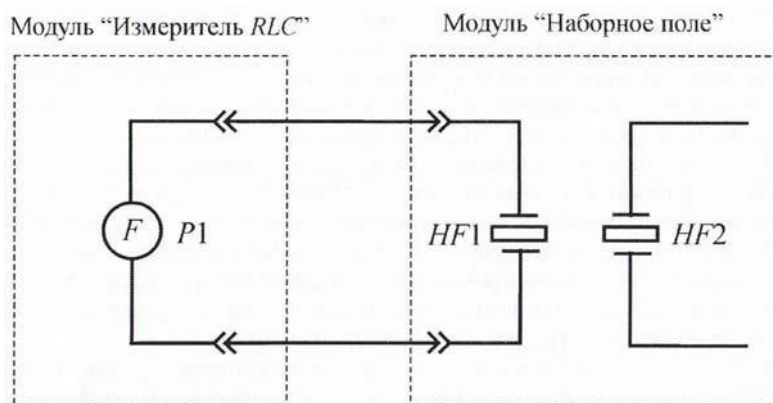 Модуль “Измеритель RLC”
Модуль “Наборное поле”
F P1
HF1
HF2